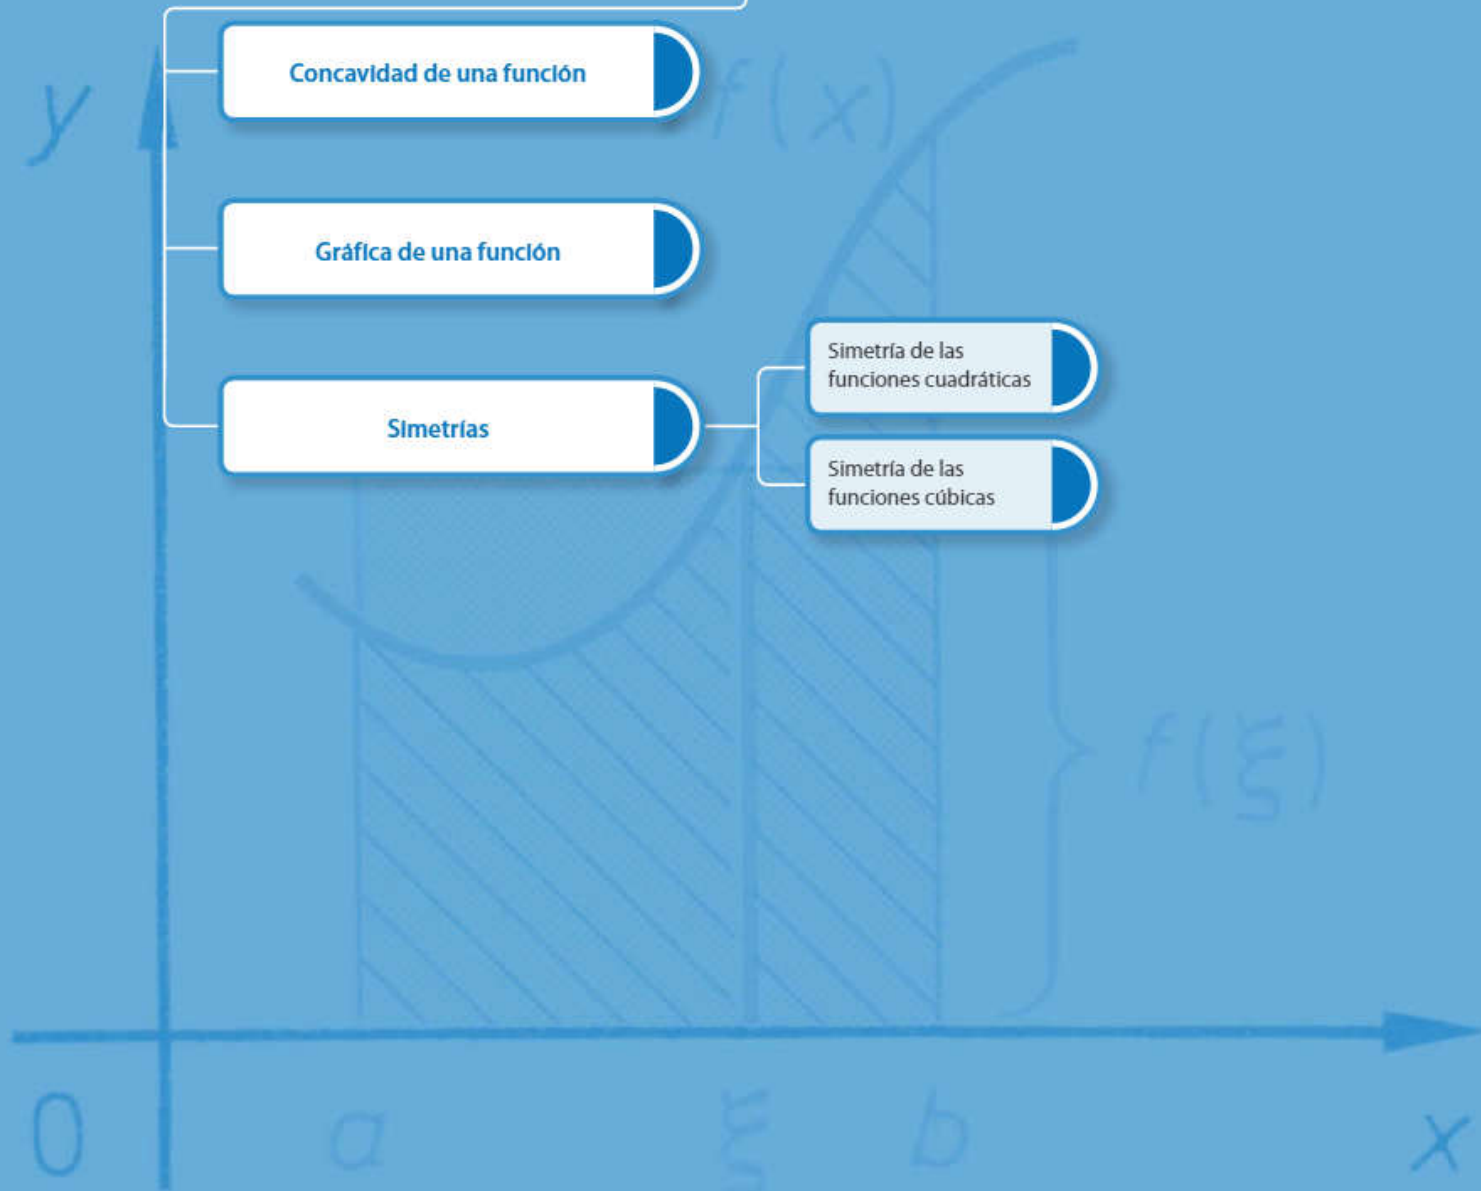 Concavidad de una función
y
f(x)
Gráfica de una función
Simetría de las
funciones cuadráticas
Simetrías
Simetría de las
funciones cúbicas
f(ξ)
0
a
ξ
b
x